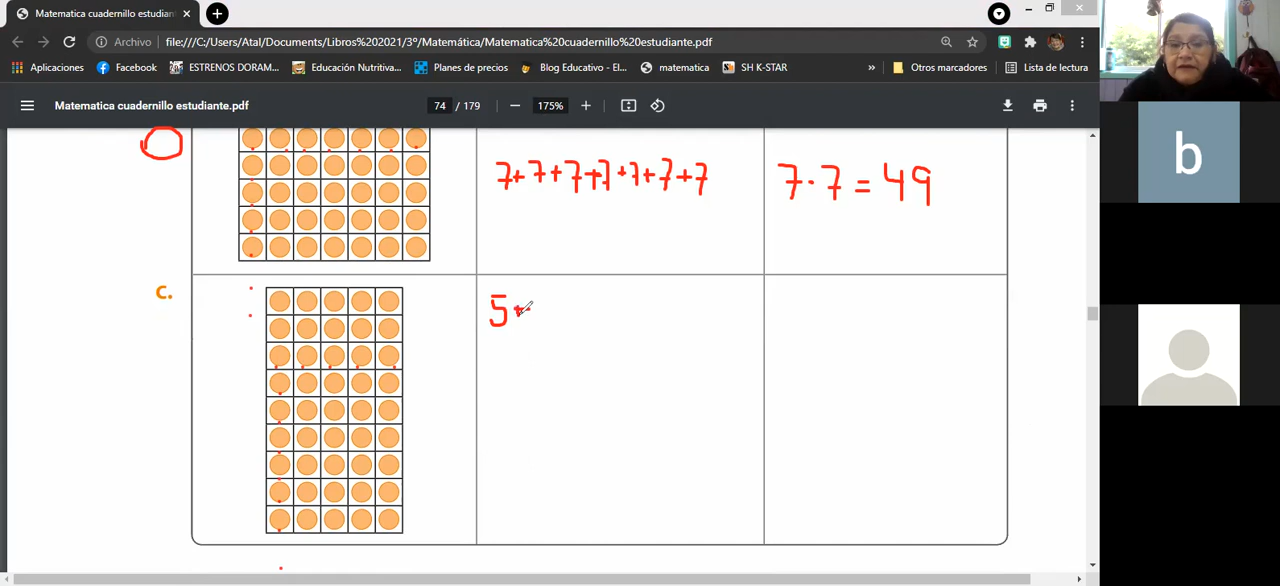 Matematica cuadernillo estudian
Archivo | file:///C:/Users/Atal/Documents/Libros%202021/3º/Matemática/Matematica%20cuadernillo%20estudiante.pdf
Aplicaciones Facebook ESTRENOS DORAM... Educación Nutritiva... Planes de precios Blog Educativo - El... matematica SH K-STAR » Otros marcadores Lista de lectura
Matematica cuadernillo estudiante.pdf 74 / 179 − 175% +
7+7+7+7+7+7+7 7·7=49
c. 5+
b